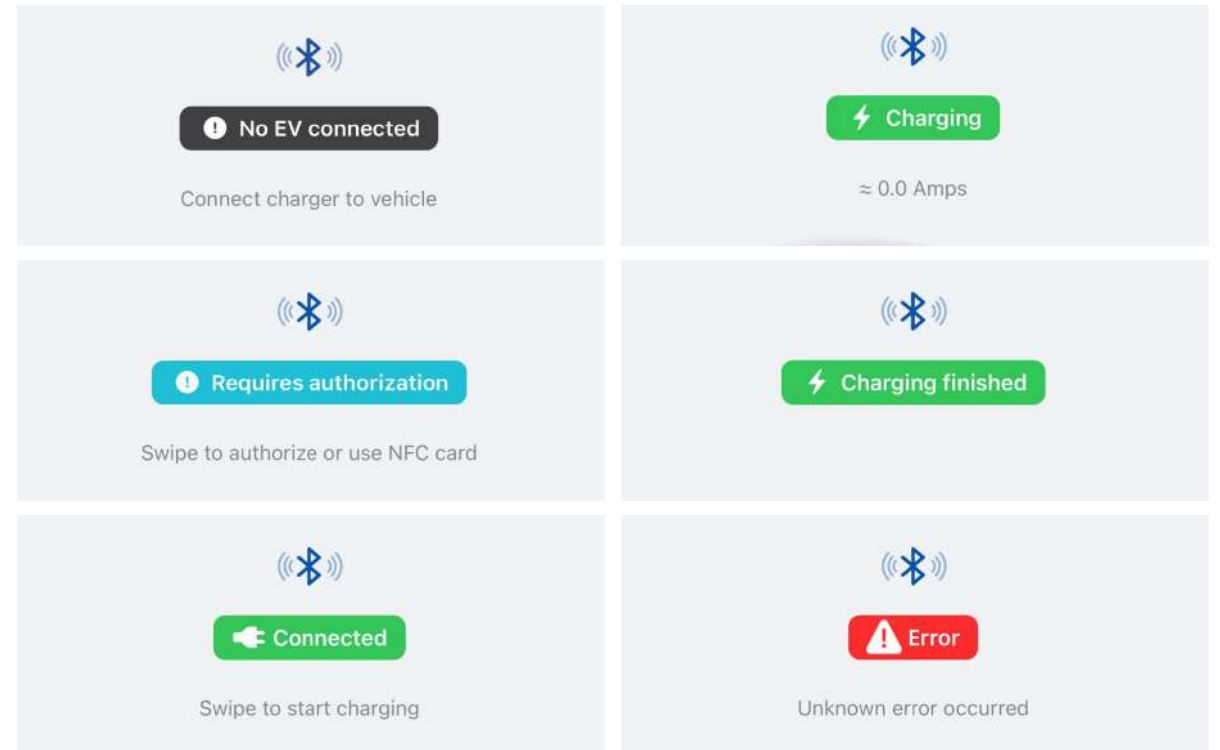 No EV connected
Connect charger to vehicle
Charging
≈ 0.0 Amps
Requires authorization
Swipe to authorize or use NFC card
Charging finished
Connected
Swipe to start charging
Error
Unknown error occurred